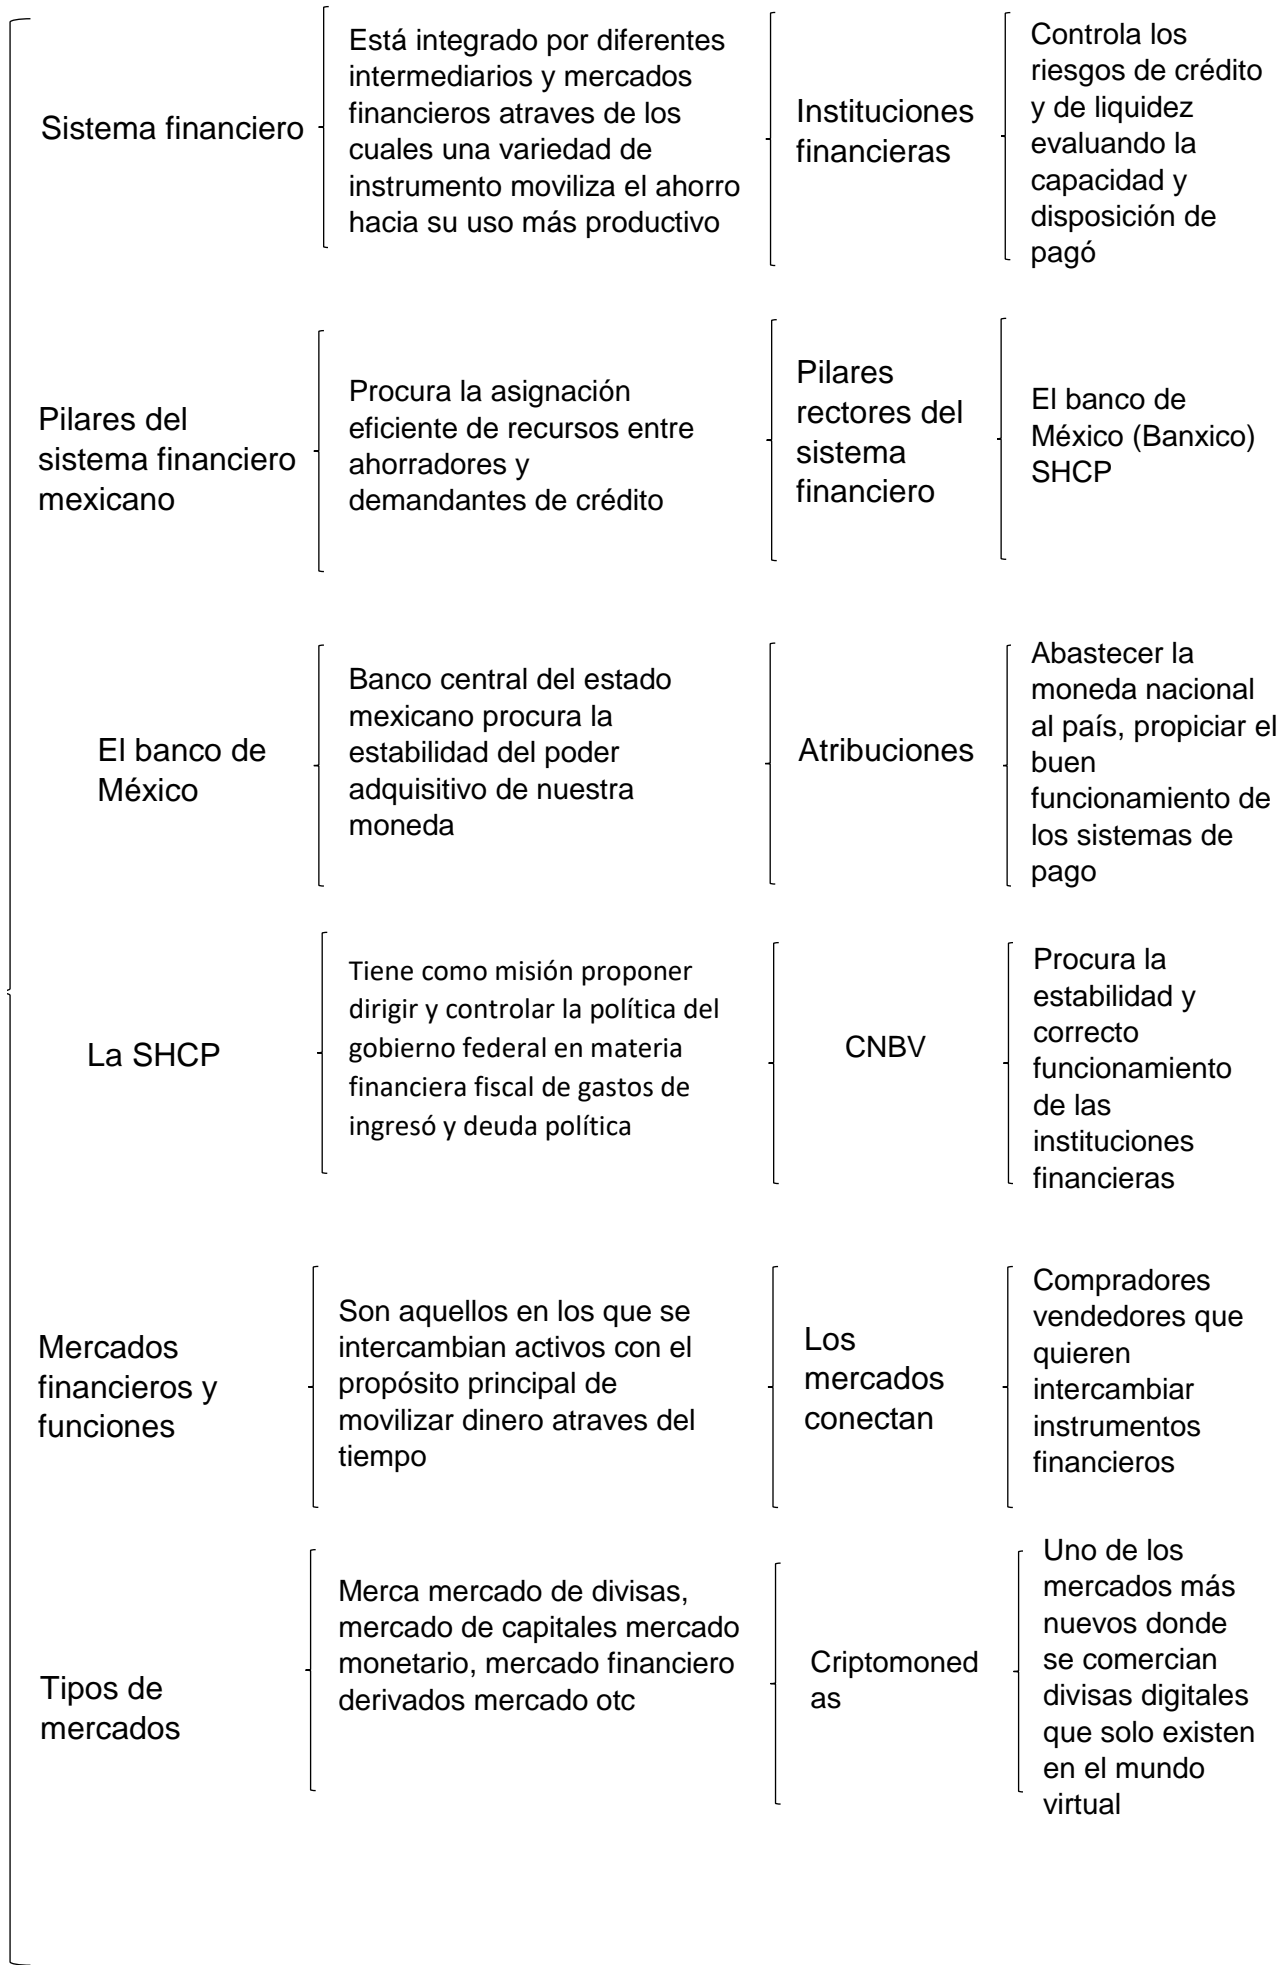 Sistema financiero
Está integrado por diferentes
intermediarios y mercados
financieros atraves de los
cuales una variedad de
instrumento moviliza el ahorro
hacia su uso más productivo
Instituciones
financieras
Controla los
riesgos de crédito
y de liquidez
evaluando la
capacidad y
disposición de
pagó
Pilares del
sistema financiero
mexicano
Procura la asignación
eficiente de recursos entre
ahorradores y
demandantes de crédito
Pilares
rectores del
sistema
financiero
El banco de
México (Banxico)
SHCP
El banco de
México
Banco central del estado
mexicano procura la
estabilidad del poder
adquisitivo de nuestra
moneda
Atribuciones
Abastecer la
moneda nacional
al país, propiciar el
buen
funcionamiento de
los sistemas de
pago
La SHCP
Tiene como misión proponer
dirigir y controlar la política del
gobierno federal en materia
financiera fiscal de gastos de
ingresó y deuda política
CNBV
Procura la
estabilidad y
correcto
funcionamiento
de las
instituciones
financieras
Mercados
financieros y
funciones
Son aquellos en los que se
intercambian activos con el
propósito principal de
movilizar dinero atraves del
tiempo
Los
mercados
conectan
Compradores
vendedores que
quieren
intercambiar
instrumentos
financieros
Tipos de
mercados
Merca mercado de divisas,
mercado de capitales mercado
monetario, mercado financiero
derivados mercado otc
Criptomoned
as
Uno de los
mercados más
nuevos donde
se comercian
divisas digitales
que solo existen
en el mundo
virtual